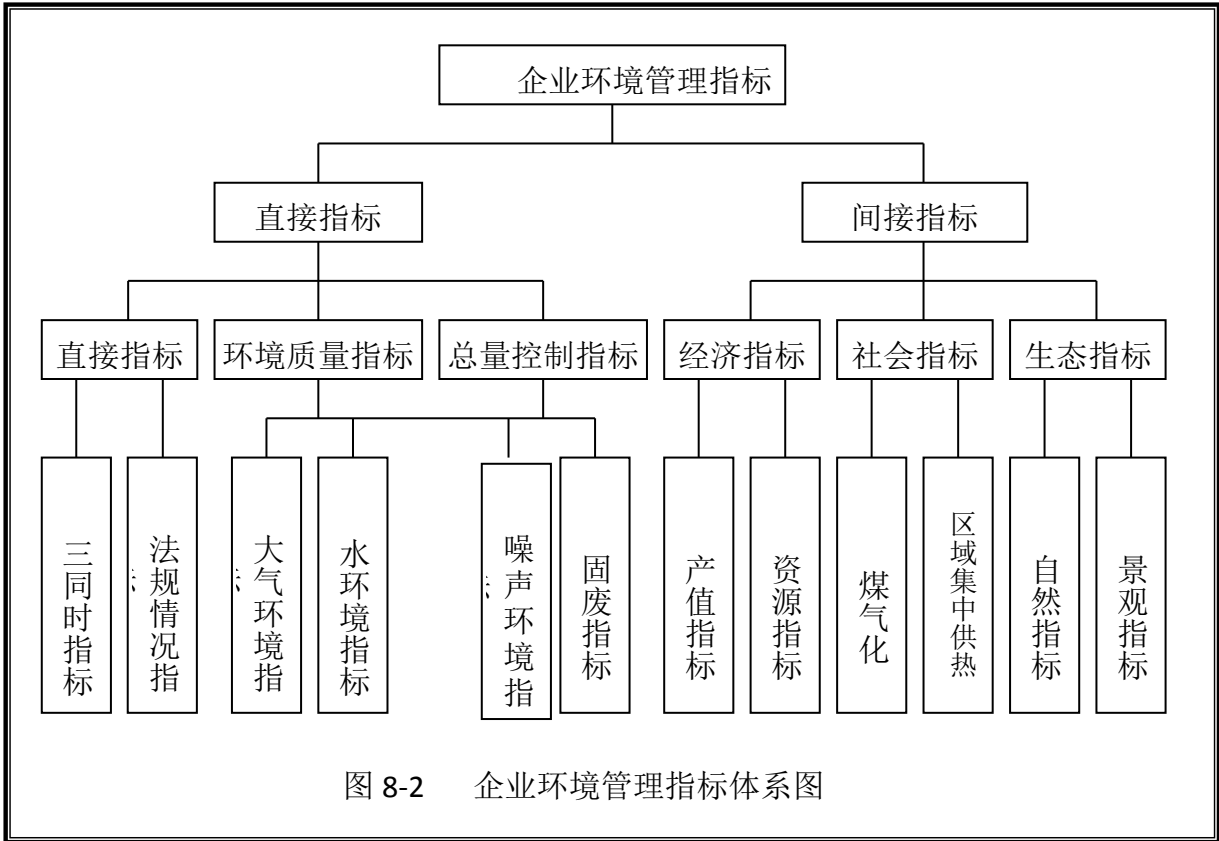 企业环境管理指标
直接指标
间接指标
直接指标
环境质量指标
总量控制指标
经济指标
社会指标
生态指标
三同时指标
法规情况指
大气环境指
水环境指标
噪声环境指
固废指标
产值指标
资源指标
煤气化
区域集中供热
自然指标
景观指标
图 8-2 企业环境管理指标体系图